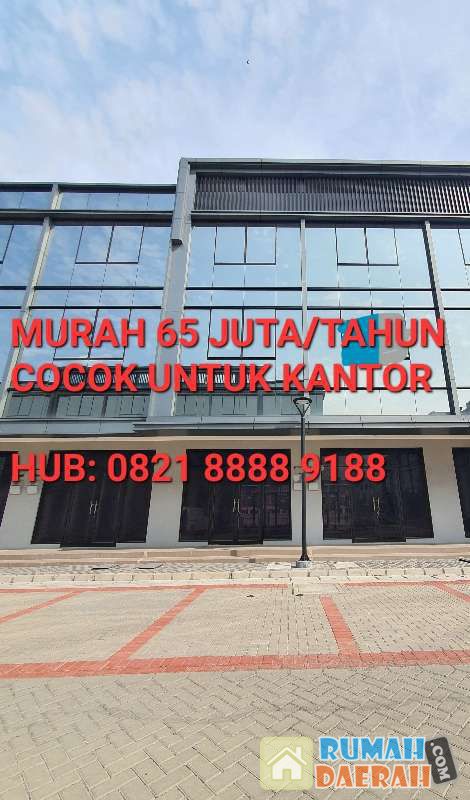 MURAH 65 JUTA/TAHUN
COCOK UNTUK KANTOR
HUB: 0821 8888 9188
RUMAH
DAERAH
.COM